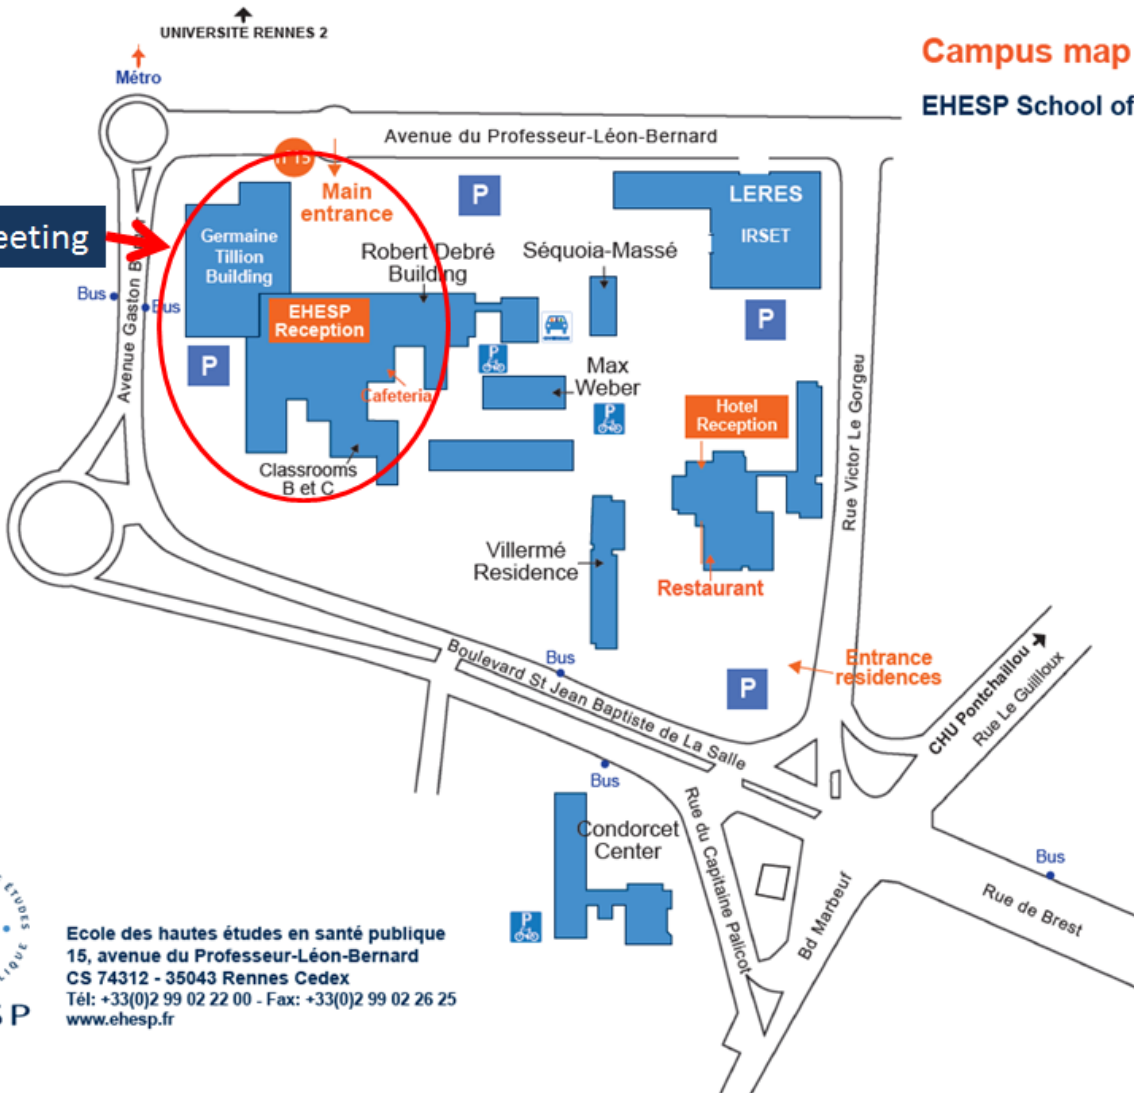 UNIVERSITÉ RENNES 2
Métro
Campus map
EHESP School of
Avenue du Professeur-Léon-Bernard
n°15
Main
entrance
P
LERES
IRSET
eeting
Germaine
Tillion
Building
Robert Debré
Building
Séquoia-Massé
Bus
Bus
Avenue Gaston
EHESP
Reception
P
P
P
Max
Weber
P
Cafeteria
Hotel
Reception
Rue Victor Le Gorgeu
Classrooms
B et C
Villermé
Residence
Restaurant
Bus
Boulevard St Jean Baptiste de La Salle
P
Entrance
residences
CHU Pontchaillou
Rue Le Guilloux
Bus
Condorcet
Center
Rue du Capitaine Palicot
Bd Marbeuf
Bus
Rue de Brest
P
ÉTUDES
LIQUE
S P
Ecole des hautes études en santé publique
15, avenue du Professeur-Léon-Bernard
CS 74312 - 35043 Rennes Cedex
Tél: +33(0)2 99 02 22 00 - Fax: +33(0)2 99 02 26 25
www.ehesp.fr